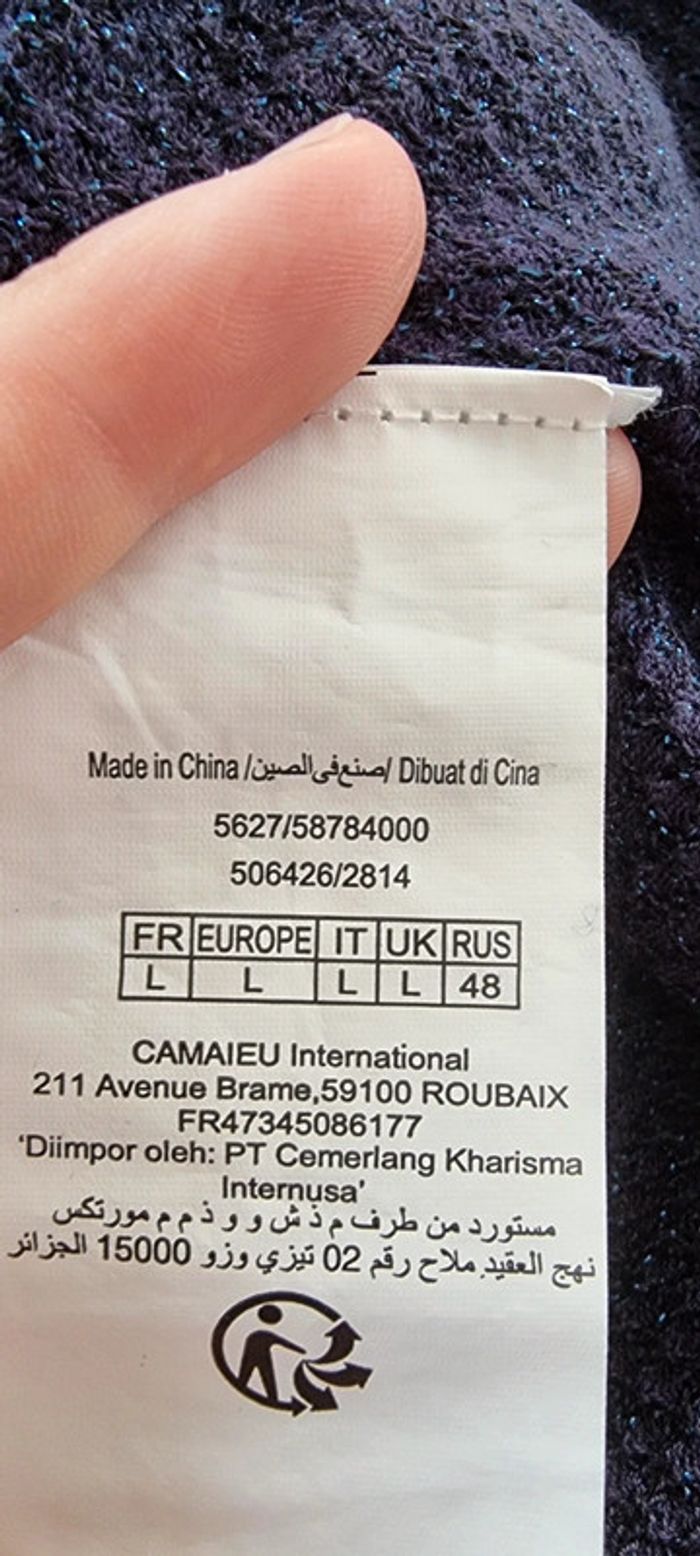 Made in China /صنع في الصين/ Dibuat di Cina
5627/58784000
506426/2814
FR EUROPE IT UK RUS
L L L L 48
CAMAIEU International
211 Avenue Brame,59100 ROUBAIX
FR47345086177
‘Diimpor oleh: PT Cemerlang Kharisma
Internusa’
مستورد من طرف م ذ ش و و ذ م م مورتكس
نهج العقيد ملاح رقم 02 تيزي وزو 15000 الجزائر